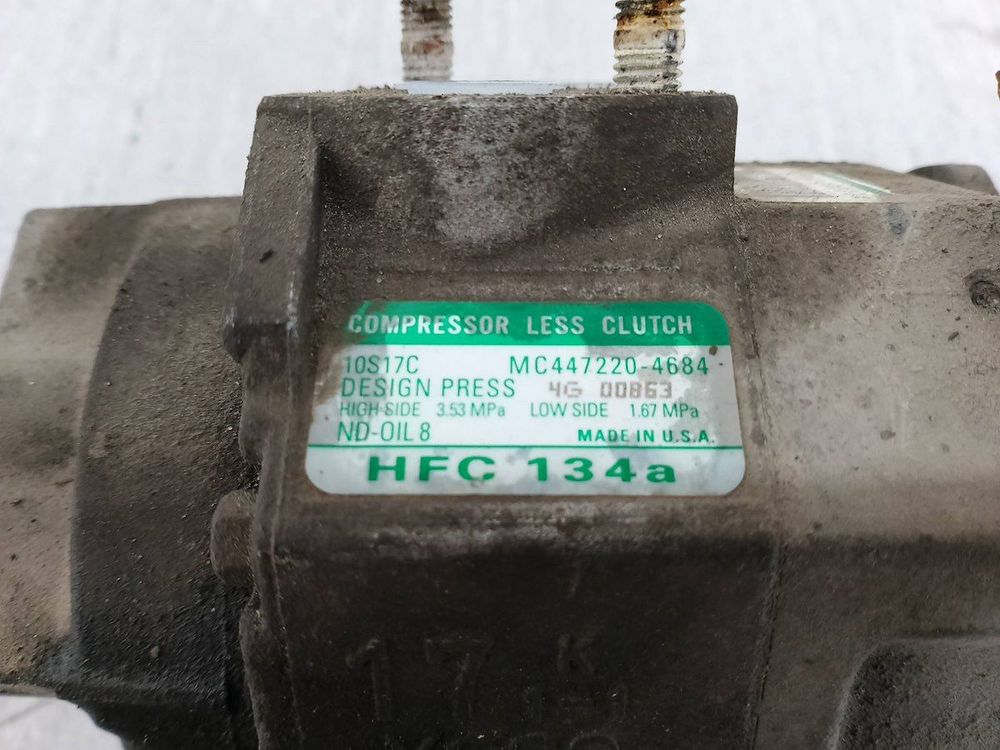 COMPRESSOR LESS CLUTCH
10S17C MC447220-4684
DESIGN PRESS 4G 00863
HIGH SIDE 3.53 MPa LOW SIDE 1.67 MPa
ND-OIL 8 MADE IN U.S.A.
HFC 134a
17 K